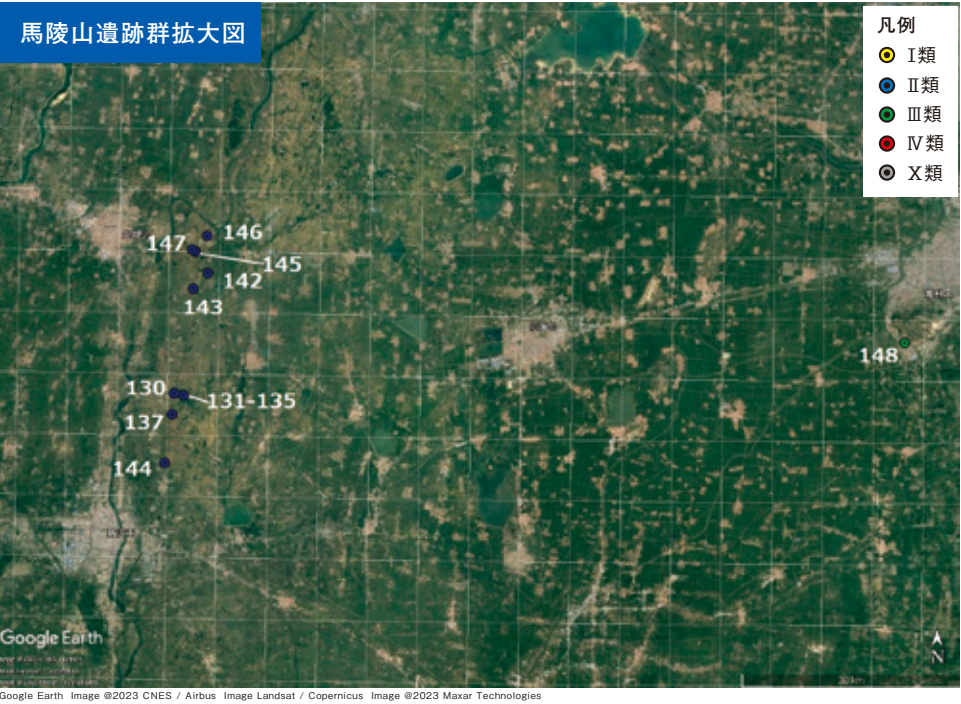 馬陵山遺跡群拡大図
凡例
Ⅰ類
Ⅱ類
Ⅲ類
Ⅳ類
Ⅹ類
146
147
145
142
143
148
130
131-135
137
144
Google Earth
N
Google Earth Image @2023 CNES / Airbus Image Landsat / Copernicus Image @2023 Maxar Technologies